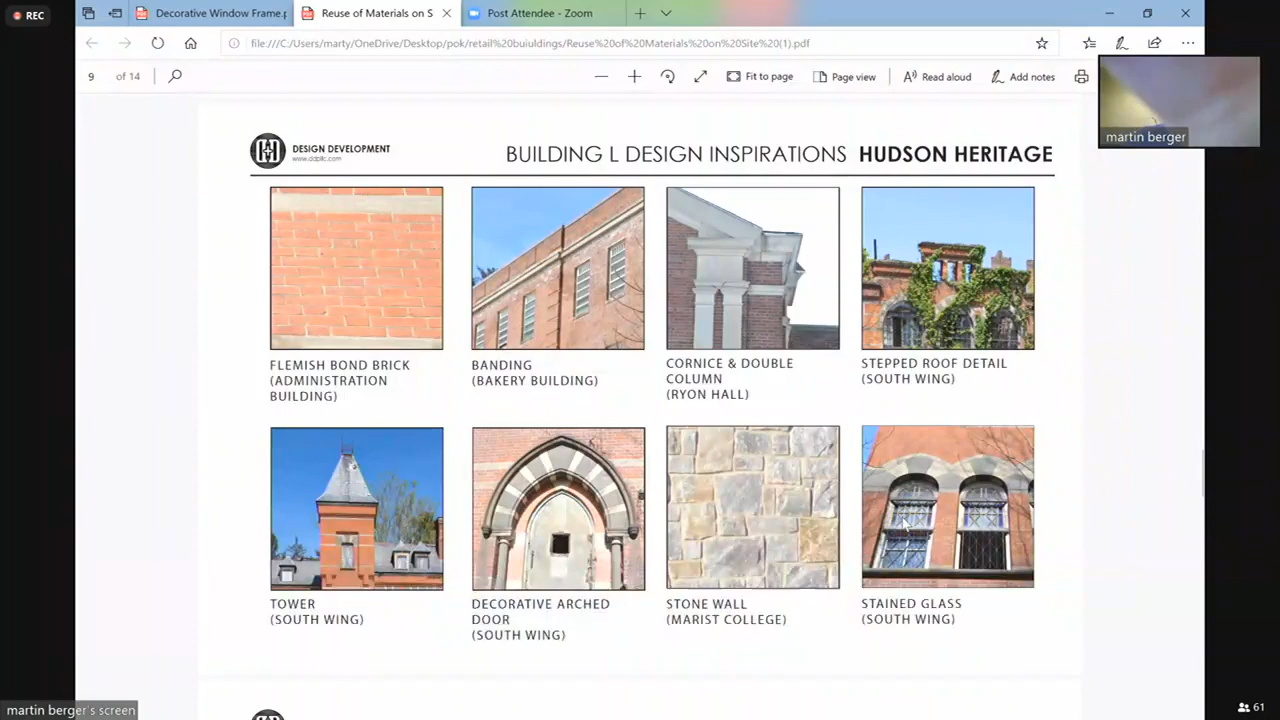 REC
Decorative Window Frame.p
Reuse of Materials on S
Post Attendee - Zoom
file:///C:/Users/marty/OneDrive/Desktop/pok/retail%20buiuldings/Reuse%20of%20Materials%20on%20Site%20(1).pdf
9 of 14
Fit to page
Page view
Read aloud
Add notes
martin berger
DESIGN DEVELOPMENT
www.ddpllc.com
BUILDING L DESIGN INSPIRATIONS HUDSON HERITAGE
FLEMISH BOND BRICK
(ADMINISTRATION
BUILDING)
BANDING
(BAKERY BUILDING)
CORNICE & DOUBLE
COLUMN
(RYON HALL)
STEPPED ROOF DETAIL
(SOUTH WING)
TOWER
(SOUTH WING)
DECORATIVE ARCHED
DOOR
(SOUTH WING)
STONE WALL
(MARIST COLLEGE)
STAINED GLASS
(SOUTH WING)
martin berger's screen
61